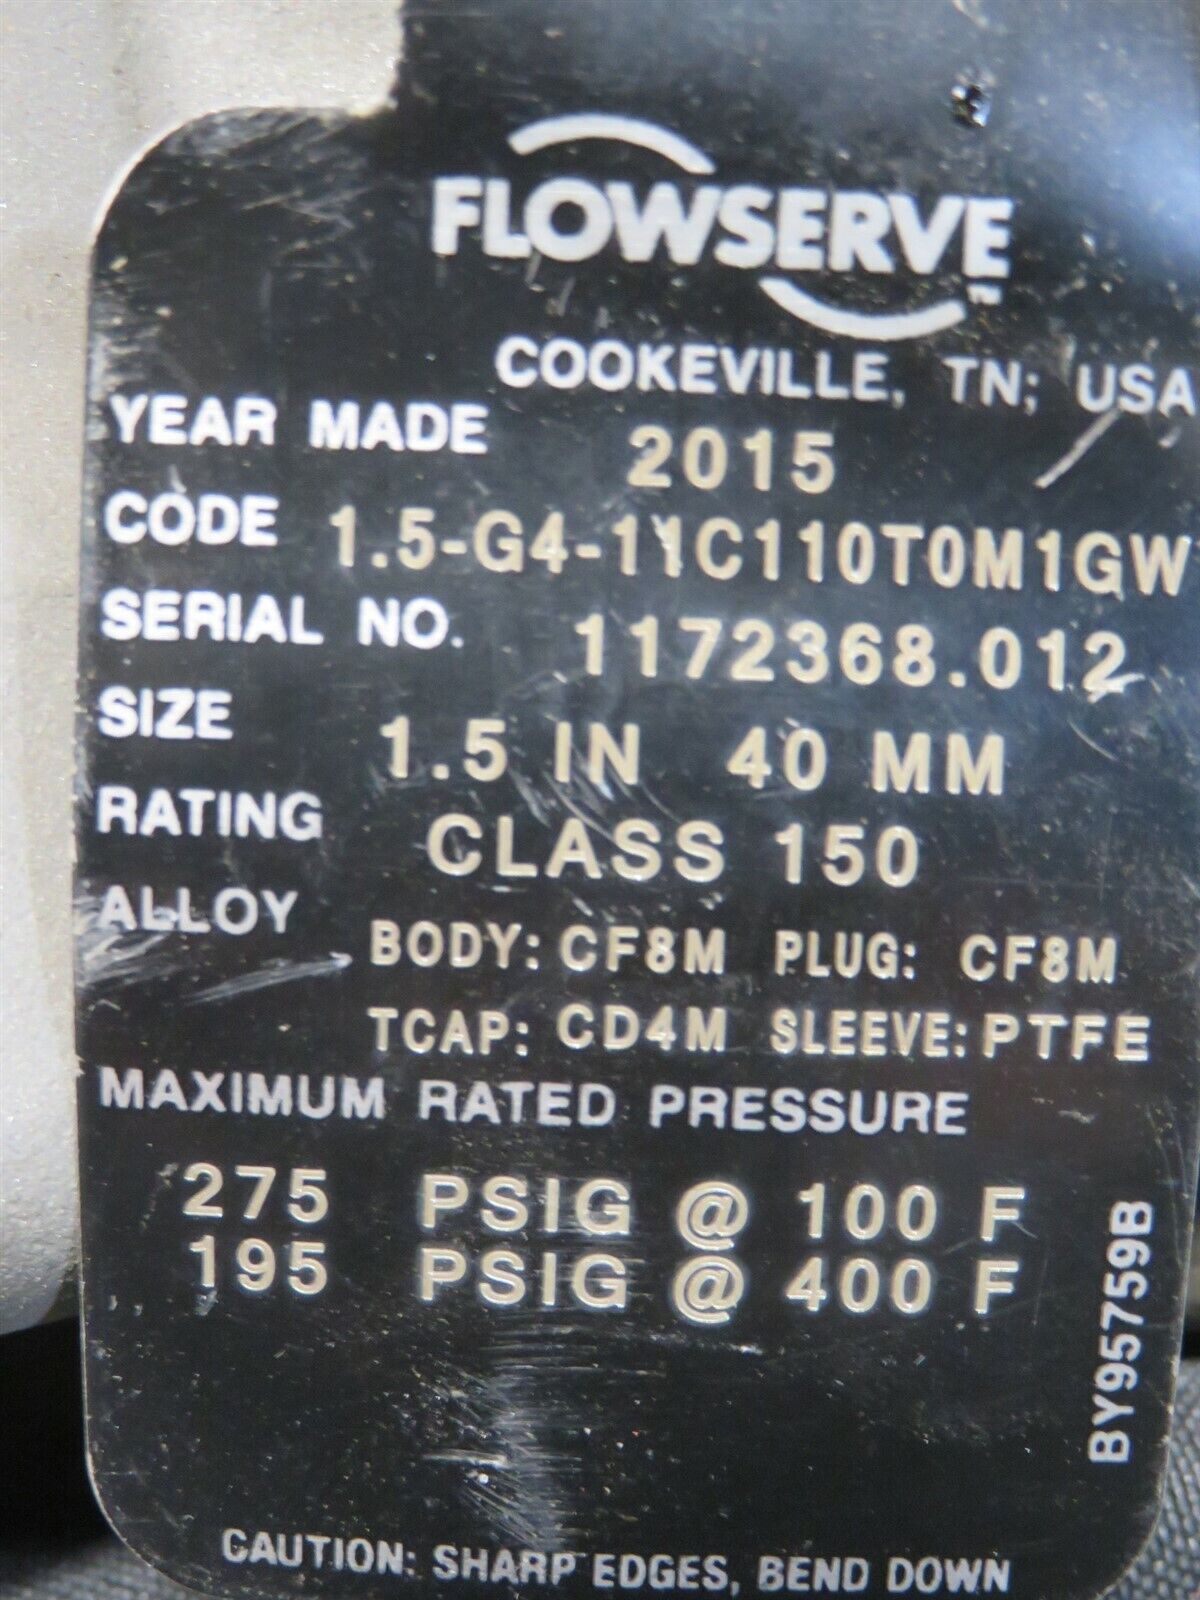 FLOWSERVE
COOKEVILLE, TN; USA
YEAR MADE 2015
CODE 1.5-G4-11C110T0M1GW
SERIAL NO. 1172368.012
SIZE 1.5 IN 40 MM
RATING CLASS 150
ALLOY
BODY: CF8M PLUG: CF8M
TCAP: CD4M SLEEVE: PTFE
MAXIMUM RATED PRESSURE
275 PSIG @ 100 F
195 PSIG @ 400 F
BY95759B
CAUTION: SHARP EDGES, BEND DOWN